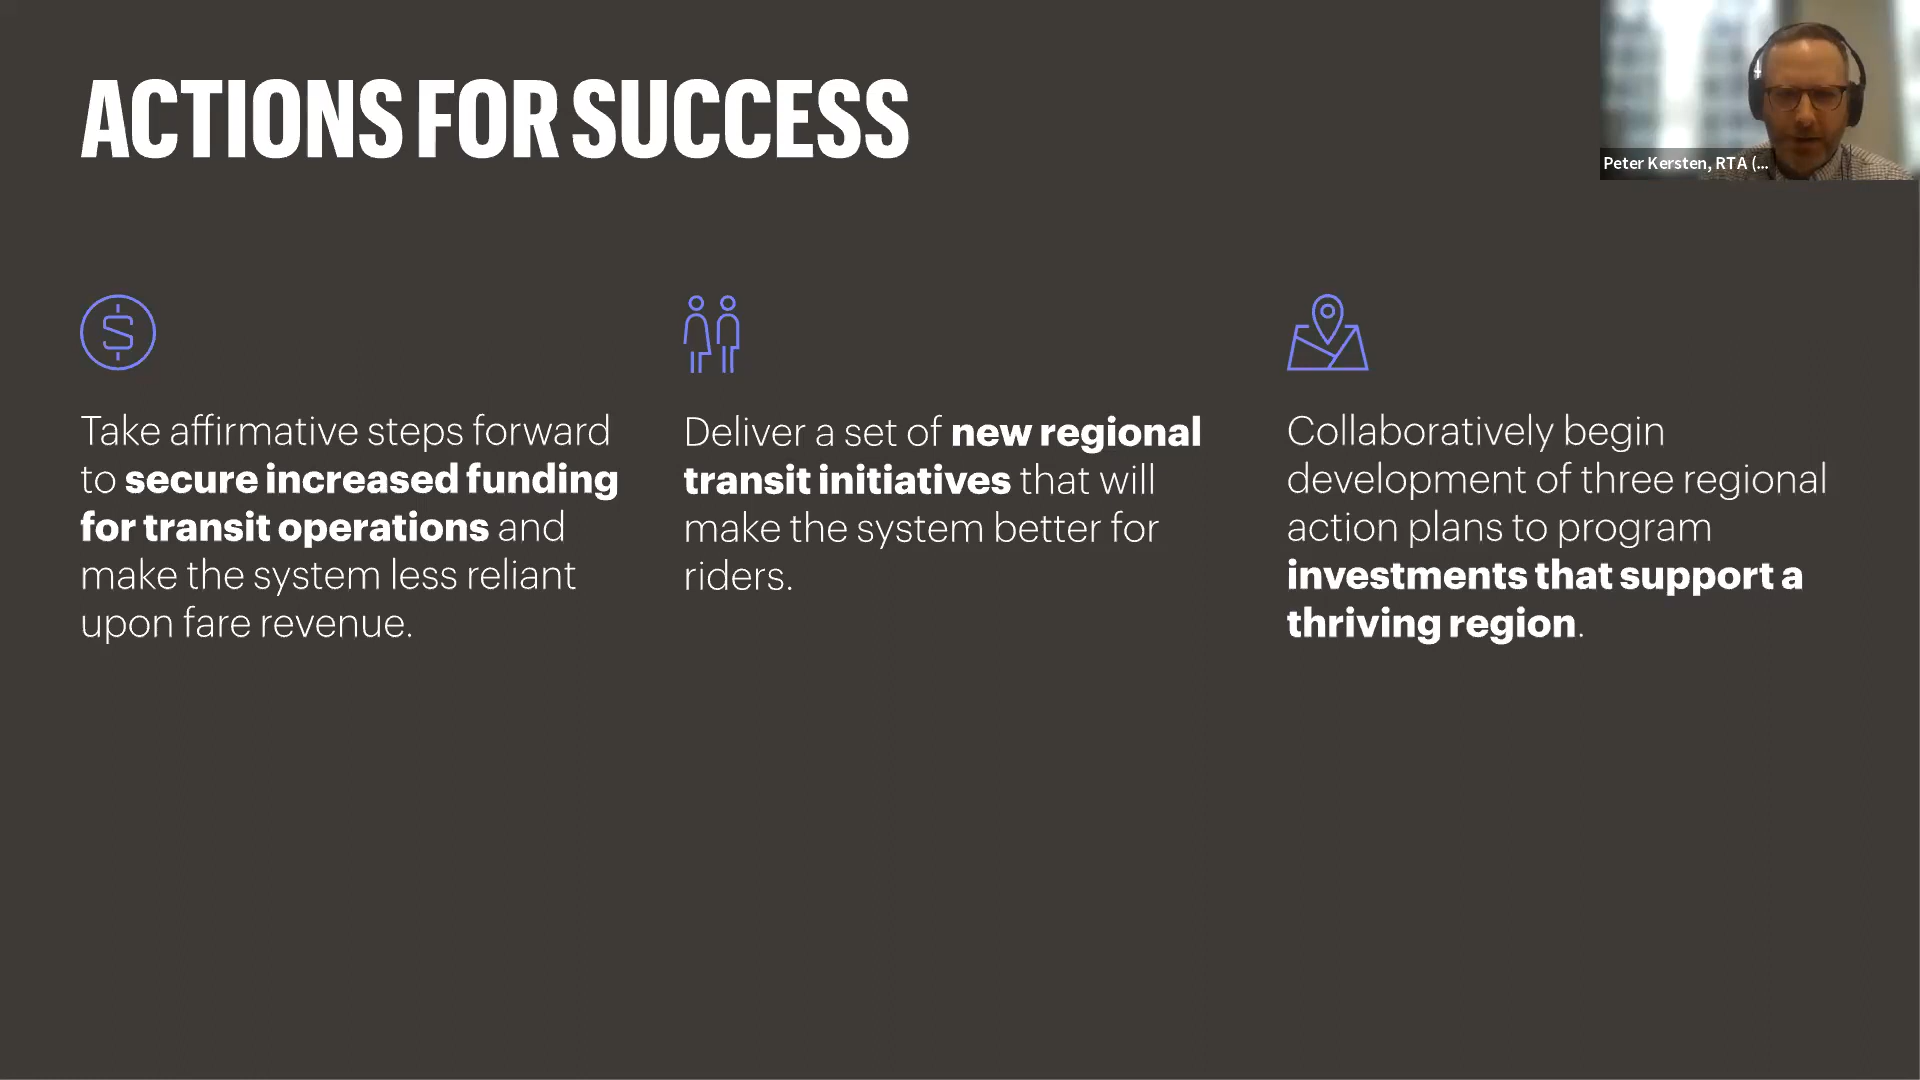 ACTIONS FOR SUCCESS
Peter Kersten, RTA (...
Take affirmative steps forward
to secure increased funding
for transit operations and
make the system less reliant
upon fare revenue.
Deliver a set of new regional
transit initiatives that will
make the system better for
riders.
Collaboratively begin
development of three regional
action plans to program
investments that support a
thriving region.